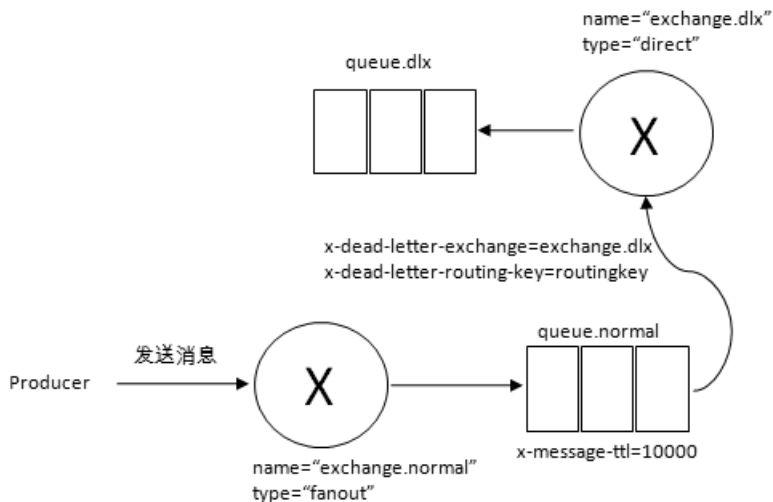 name=“exchange.dlx”
type=“direct”
queue.dlx
X
x-dead-letter-exchange=exchange.dlx
x-dead-letter-routing-key=routingkey
queue.normal
发送消息
Producer
X
x-message-ttl=10000
name=“exchange.normal”
type=“fanout”